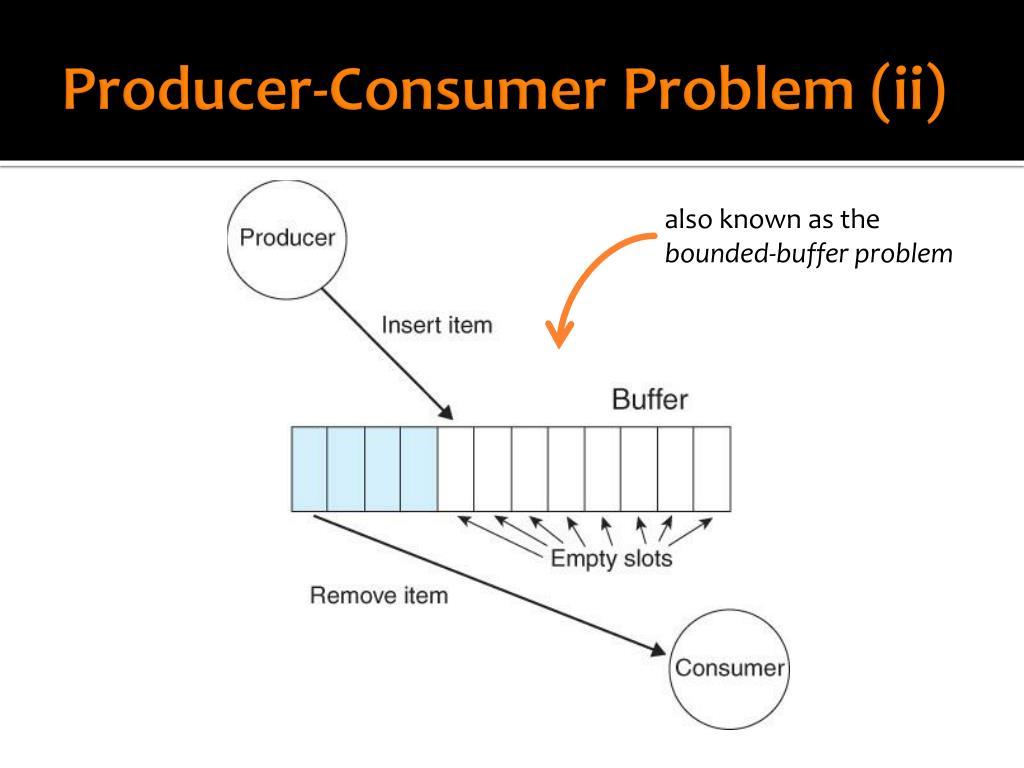 Producer-Consumer Problem (ii)
Producer
also known as the
bounded-buffer problem
Insert item
Buffer
Empty slots
Remove item
Consumer